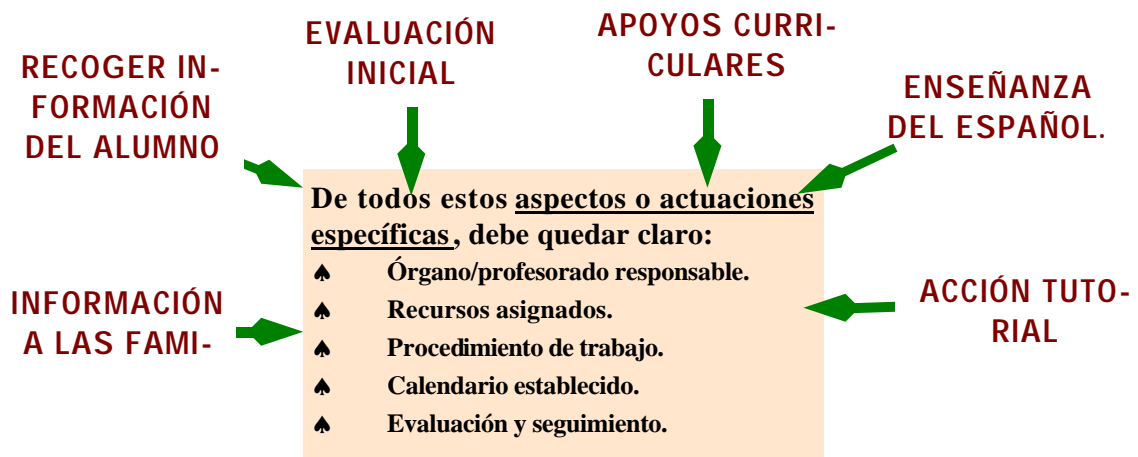 RECOGER IN-
FORMACIÓN
DEL ALUMNO
EVALUACIÓN
INICIAL
APOYOS CURRI-
CULARES
ENSEÑANZA
DEL ESPAÑOL.
De todos estos aspectos o actuaciones
específicas, debe quedar claro:
♠ Órgano/profesorado responsable.
♠ Recursos asignados.
♠ Procedimiento de trabajo.
♠ Calendario establecido.
♠ Evaluación y seguimiento.
INFORMACIÓN
A LAS FAMI-
ACCIÓN TUTO-
RIAL